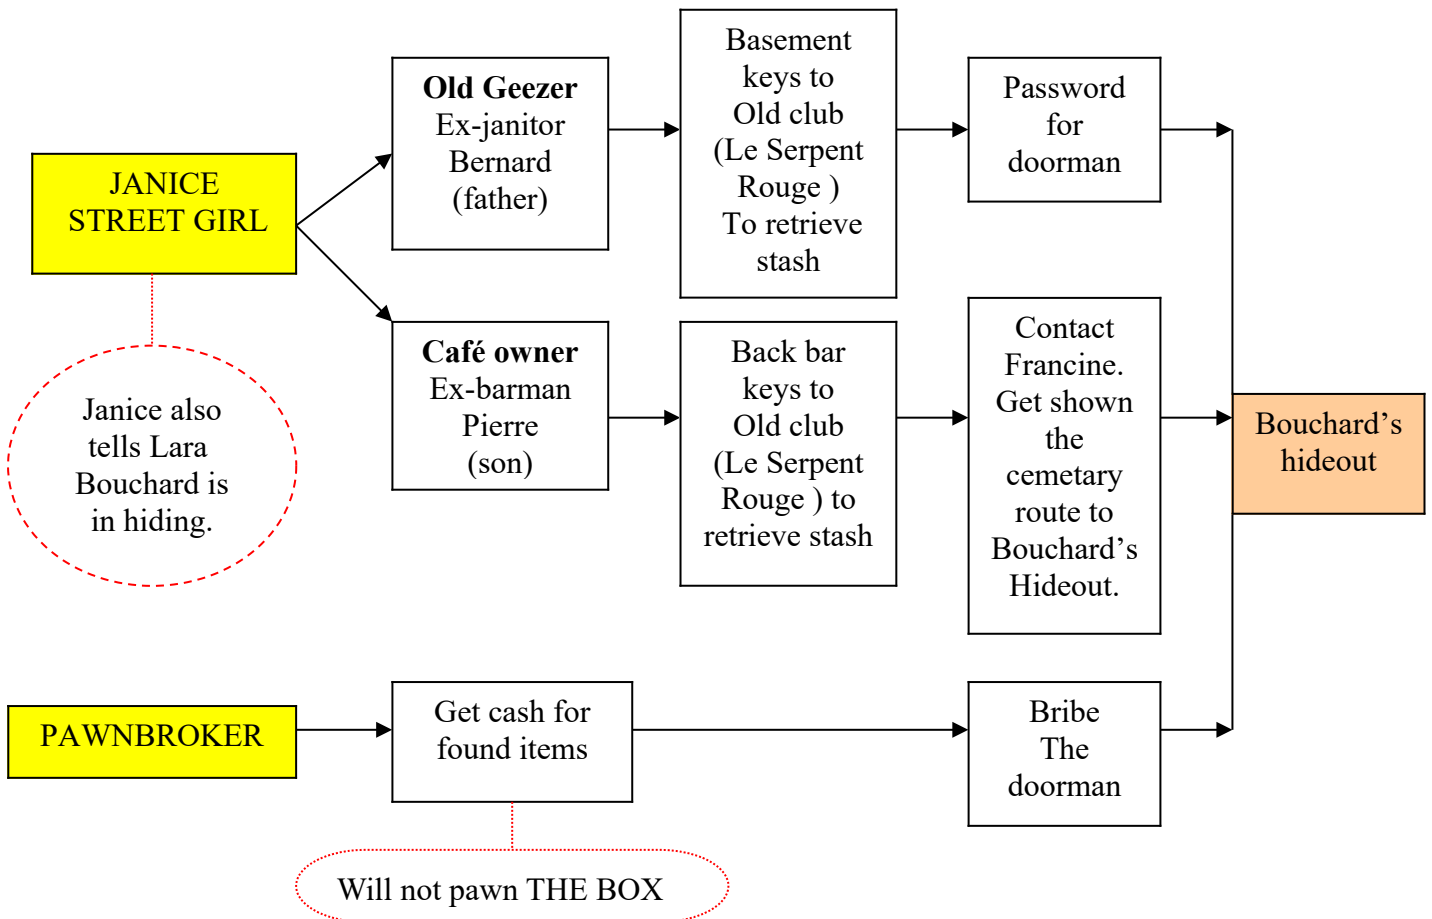 JANICE
STREET GIRL
Janice also
tells Lara
Bouchard is
in hiding.
Old Geezer
Ex-janitor
Bernard
(father)
Basement
keys to
Old club
(Le Serpent
Rouge )
To retrieve
stash
Password
for
doorman
Café owner
Ex-barman
Pierre
(son)
Back bar
keys to
Old club
(Le Serpent
Rouge ) to
retrieve stash
Contact
Francine.
Get shown
the
cemetary
route to
Bouchard’s
Hideout.
Bouchard’s
hideout
PAWNBROKER
Get cash for
found items
Will not pawn THE BOX
Bribe
The
doorman